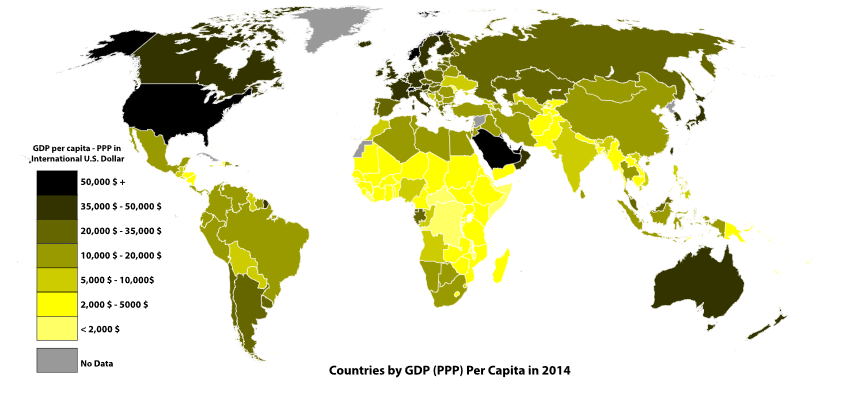 GDP per capita - PPP in
International U.S. Dollar
50,000 $ +
35,000 $ - 50,000 $
20,000 $ - 35,000 $
10,000 $ - 20,000 $
5,000 $ - 10,000$
2,000 $ - 5000 $
< 2,000 $
No Data
Countries by GDP (PPP) Per Capita in 2014